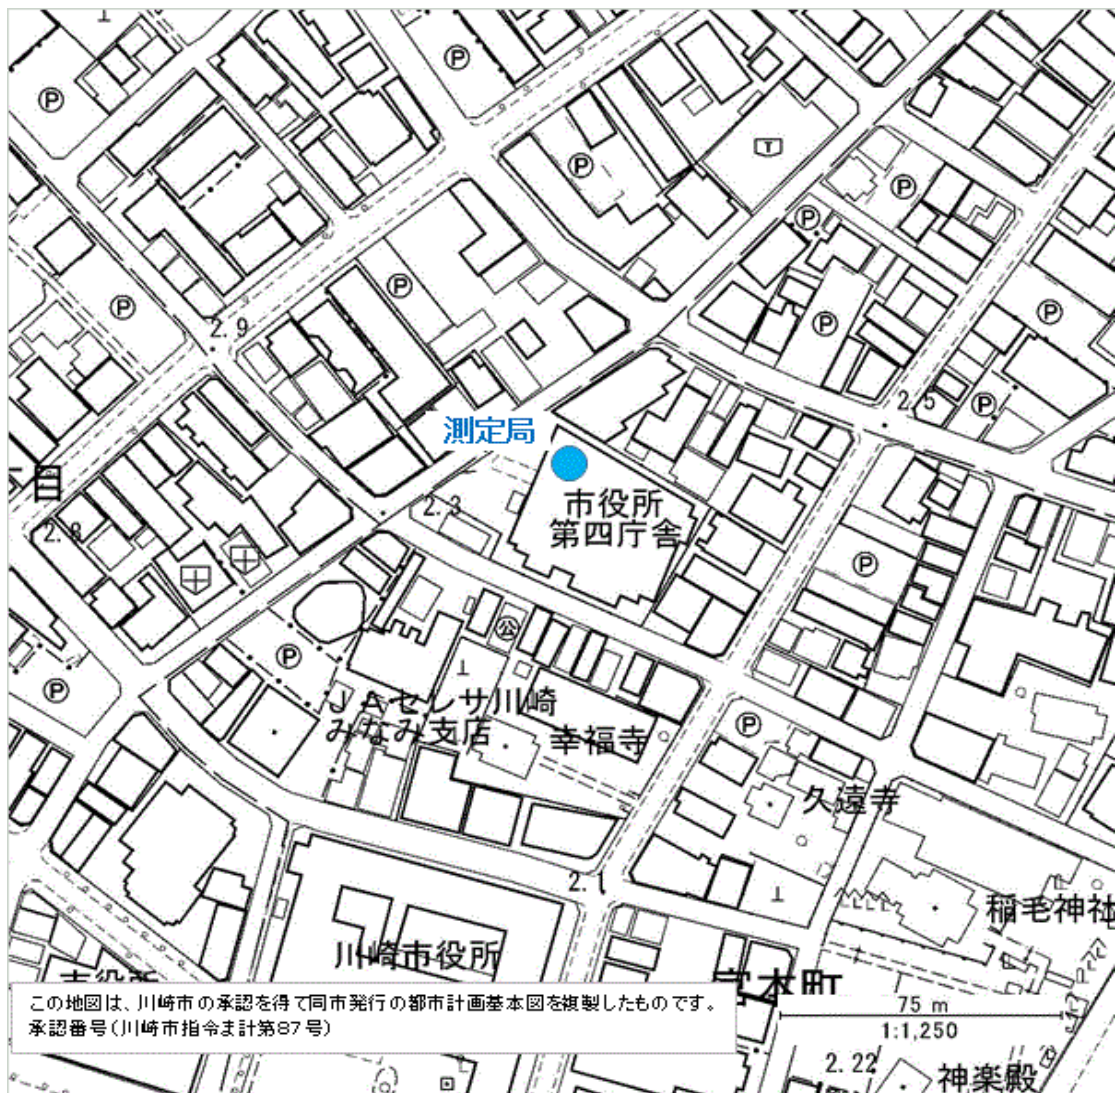 Ⓟ
Ⓟ
Ⓟ
Ⓟ
Ⓟ
Ⓟ
Ⓟ
Ⓟ
Ⓟ
2.9
Ⓟ
2.5
Ⓟ
測定局
目
2.3
市役所
第四庁舎
2.8
Ⓟ
公
Ⓟ
Ⓟ
JAセレサ川崎
みなみ支店
幸福寺
Ⓟ
久遠寺
2.1
稲毛神社
川崎市役所
市役所
宮本町
この地図は、川崎市の承認を得て同市発行の都市計画基本図を複製したものです。
承認番号(川崎市指令ま計第87号)
75 m
1:1,250
2.22
神楽殿